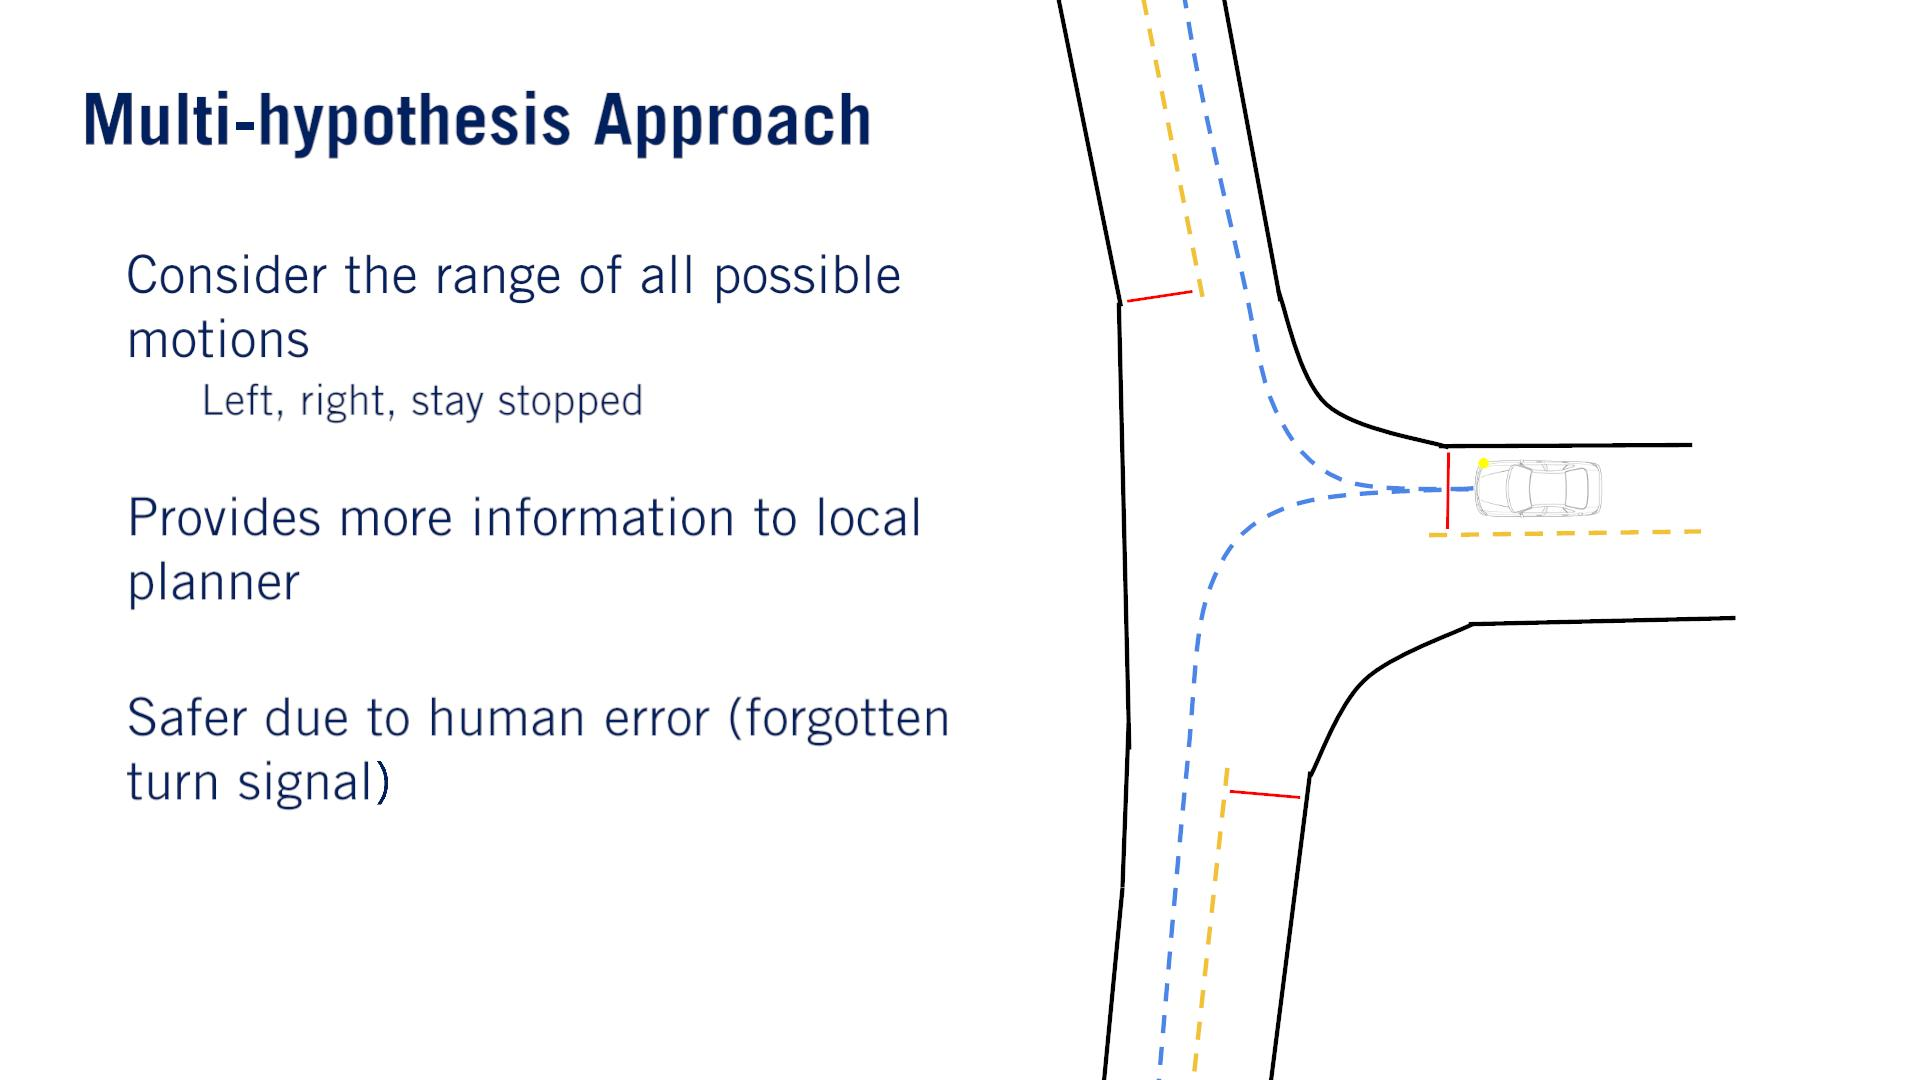 Multi-hypothesis Approach
Consider the range of all possible
motions
Left, right, stay stopped
Provides more information to local
planner
Safer due to human error (forgotten
turn signal)